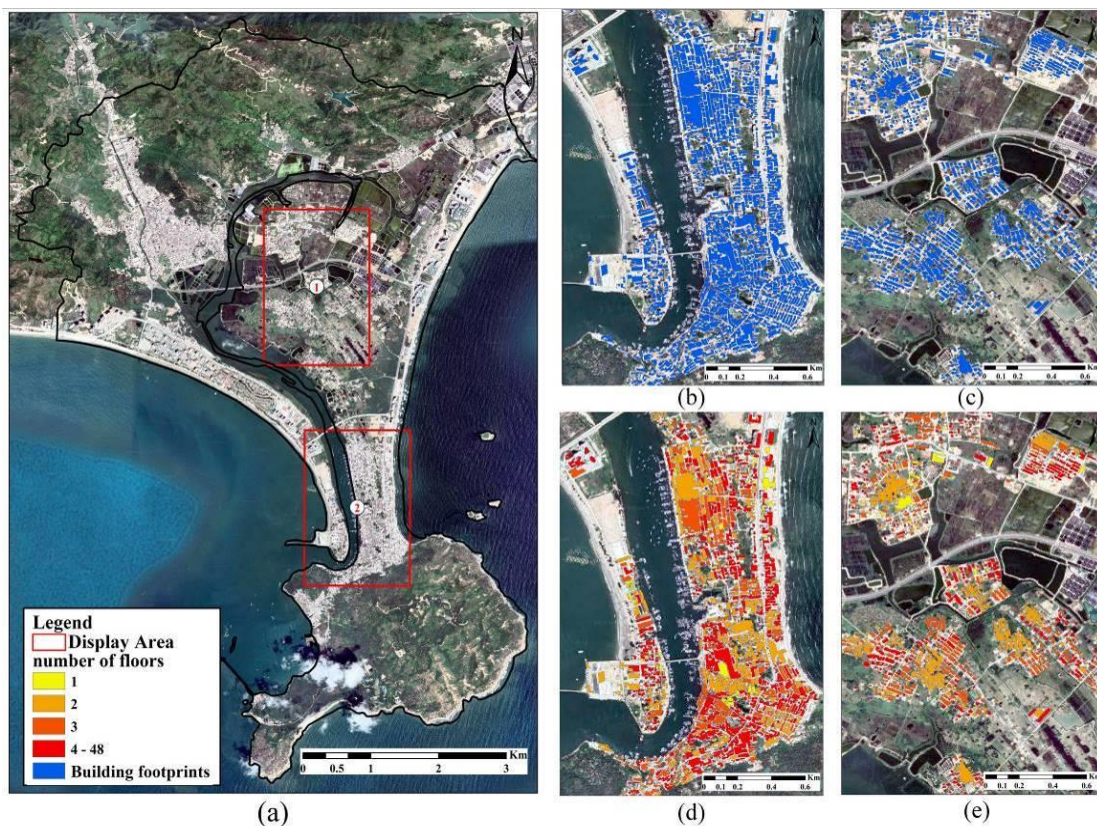 N
1
2
Legend
Display Area
number of floors
1
2
3
4 - 48
Building footprints
Km
0 0.5 1 2 3
(a)
N
Km
0 0.1 0.2 0.4 0.6
(b)
Km
0 0.1 0.2 0.4 0.6
(c)
N
Km
0 0.1 0.2 0.4 0.6
(d)
Km
0 0.1 0.2 0.4 0.6
(e)